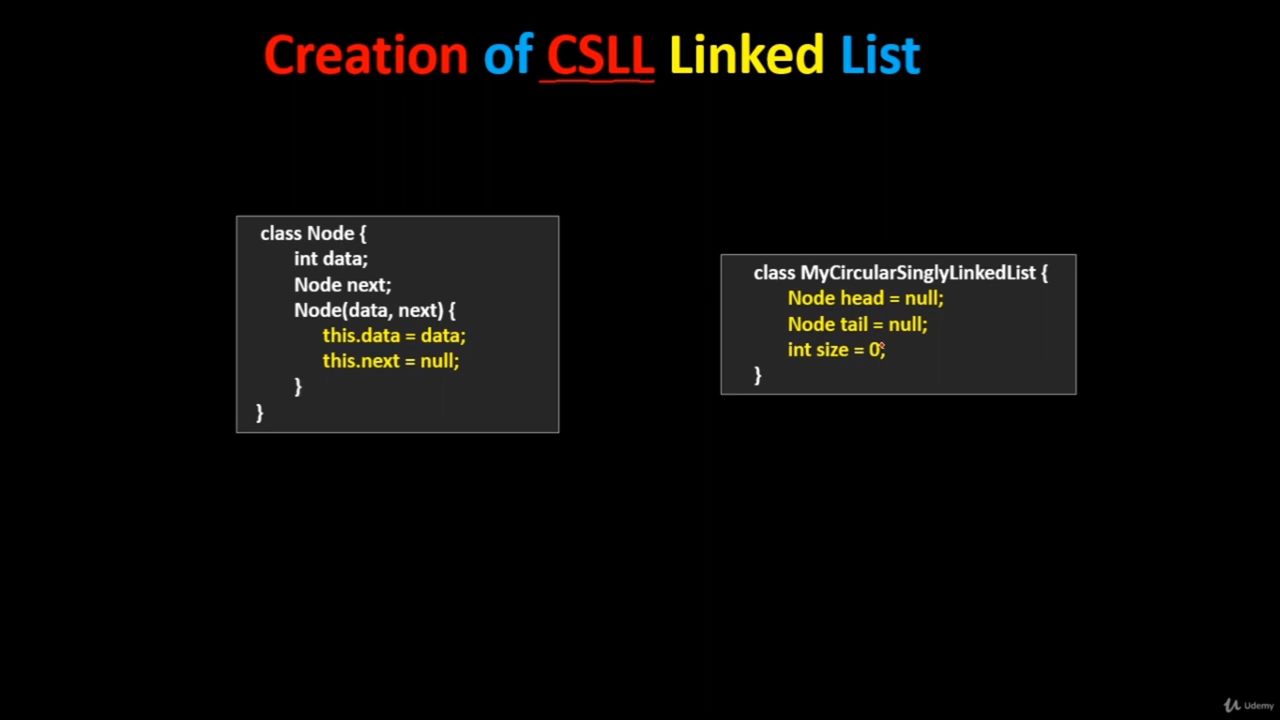 Creation of CSLL Linked List
class Node {
int data;
Node next;
Node(data, next) {
this.data = data;
this.next = null;
}
}
class MyCircularSinglyLinkedList {
Node head = null;
Node tail = null;
int size = 0;
}
Udemy